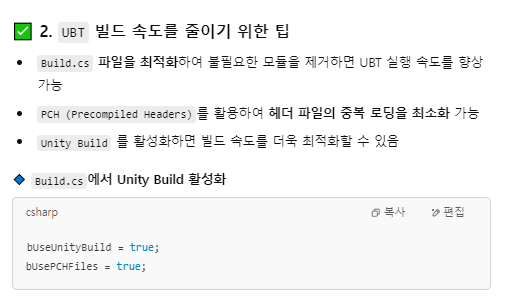 2. UBT 빌드 속도를 줄이기 위한 팁
Build.cs 파일을 최적화하여 불필요한 모듈을 제거하면 UBT 실행 속도를 향상
가능
PCH (Precompiled Headers) 를 활용하여 헤더 파일의 중복 로딩을 최소화 가능
Unity Build 를 활성화하면 빌드 속도를 더욱 최적화할 수 있음
Build.cs 에서 Unity Build 활성화
csharp 복사 편집
bUseUnityBuild = true;
bUsePCHFiles = true;